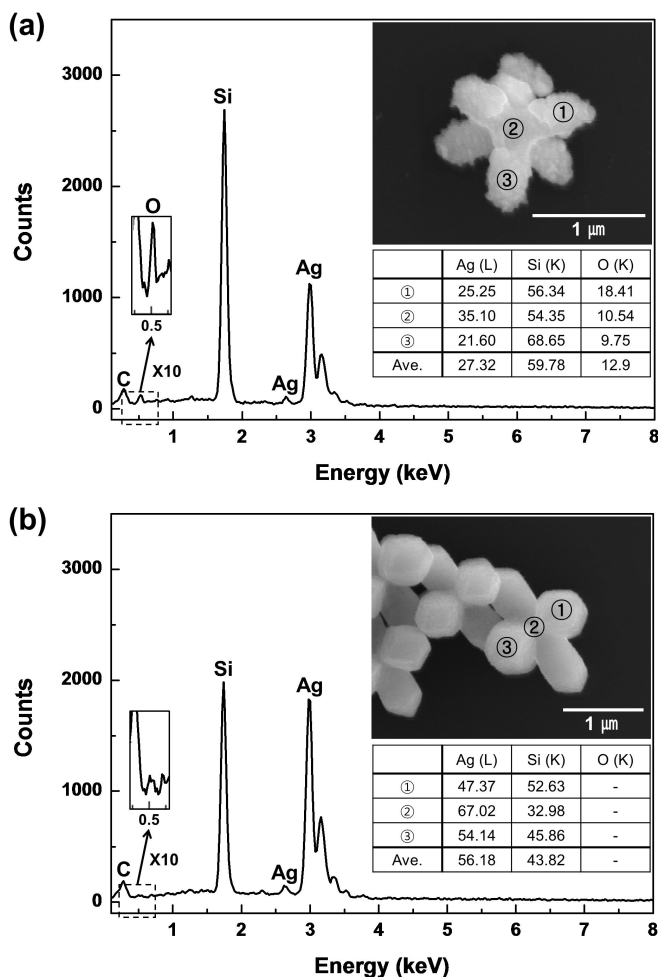 (a)
3000
2000
1000
0
Counts
Si
O
Ag
0.5
X10
C
Ag
1 2 3 4 5 6 7 8
Energy (keV)
①
②
③
1 μm
Ag (L) Si (K) O (K)
① 25.25 56.34 18.41
② 35.10 54.35 10.54
③ 21.60 68.65 9.75
Ave. 27.32 59.78 12.9
(b)
3000
2000
1000
0
Counts
Si
Ag
0.5
X10
C
Ag
1 2 3 4 5 6 7 8
Energy (keV)
①
②
③
1 μm
Ag (L) Si (K) O (K)
① 47.37 52.63 -
② 67.02 32.98 -
③ 54.14 45.86 -
Ave. 56.18 43.82 -